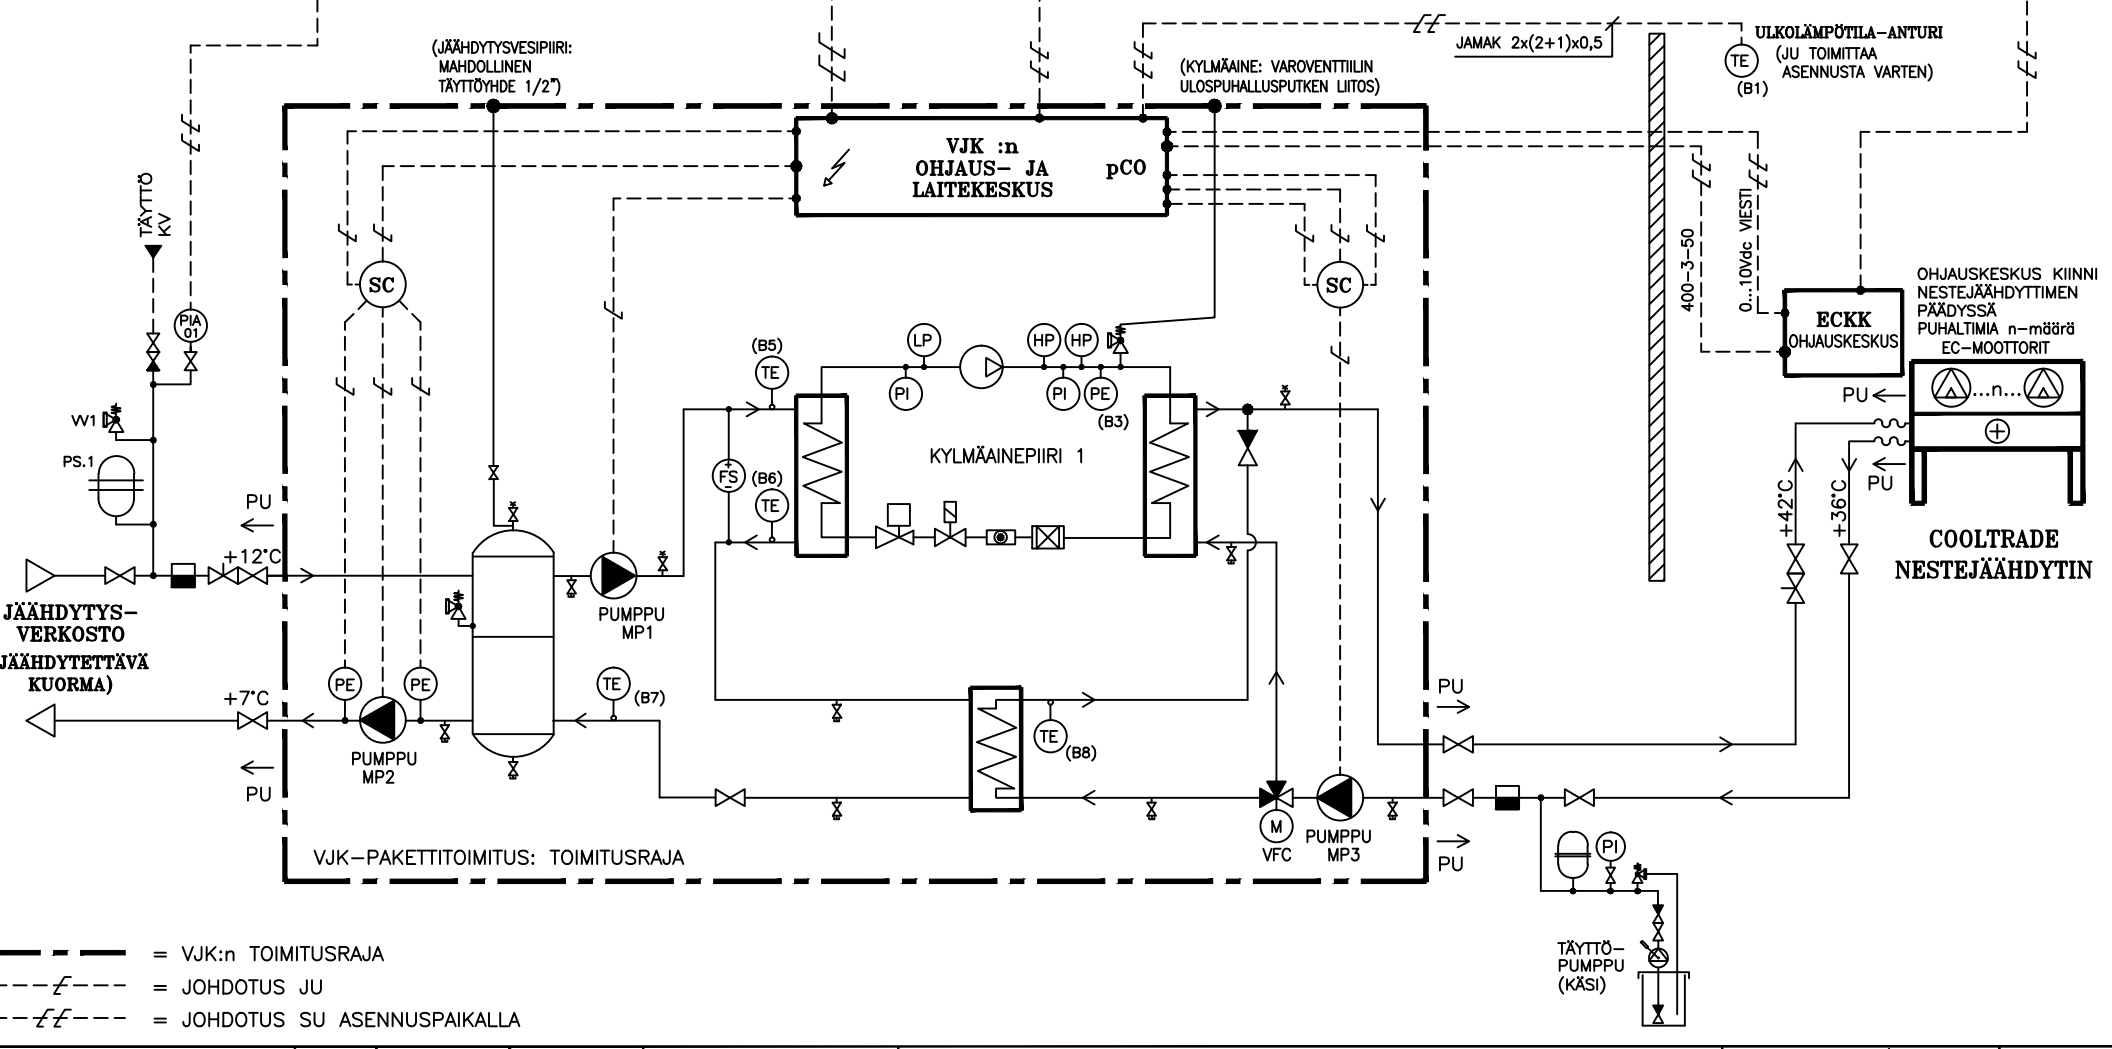 (JÄÄHDYTYSVESIPIIRI:
MAHDOLLINEN
TÄYTTÖYHDE 1/2")
(KYLMÄAINE: VAROVENTTIILIN
ULOSPUHALLUSPUTKEN LIITOS)
JAMAK 2x(2+1)x0,5
ULKOLÄMPÖTILA-ANTURI
TE
(JU TOIMITTAA
ASENNUSTA VARTEN)
(B1)
VJK :n
OHJAUS- JA
LAITEKESKUS
pCO
TÄYTTÖ
KV
PIA
01
SC
SC
400-3-50
0...10Vdc VIESTI
ECKK
OHJAUSKESKUS
OHJAUSKESKUS KIINNI
NESTEJÄÄHDYTTIMEN
PÄÄDYSSÄ
PUHALTIMIA n-määrä
EC-MOOTTORIT
PU
...n...
PU
+42°C
+36°C
COOLTRADE
NESTEJÄÄHDYTIN
VV1
PS.1
(B5)
TE
LP
PI
HP
HP
PI
PE
(B3)
KYLMÄAINEPIIRI 1
FS
(B6)
TE
PU
+12°C
JÄÄHDYTYS-
VERKOSTO
JÄÄHDYTETTÄVÄ
KUORMA)
+7°C
PU
PE
PE
PUMPPU
MP2
PUMPPU
MP1
TE
(B7)
TE
(B8)
M
VFC
PUMPPU
MP3
PU
PU
PI
TÄYTTÖ-
PUMPPU
(KÄSI)
VJK-PAKETTITOIMITUS: TOIMITUSRAJA
= VJK:n TOIMITUSRAJA
= JOHDOTUS JU
= JOHDOTUS SU ASENNUSPAIKALLA